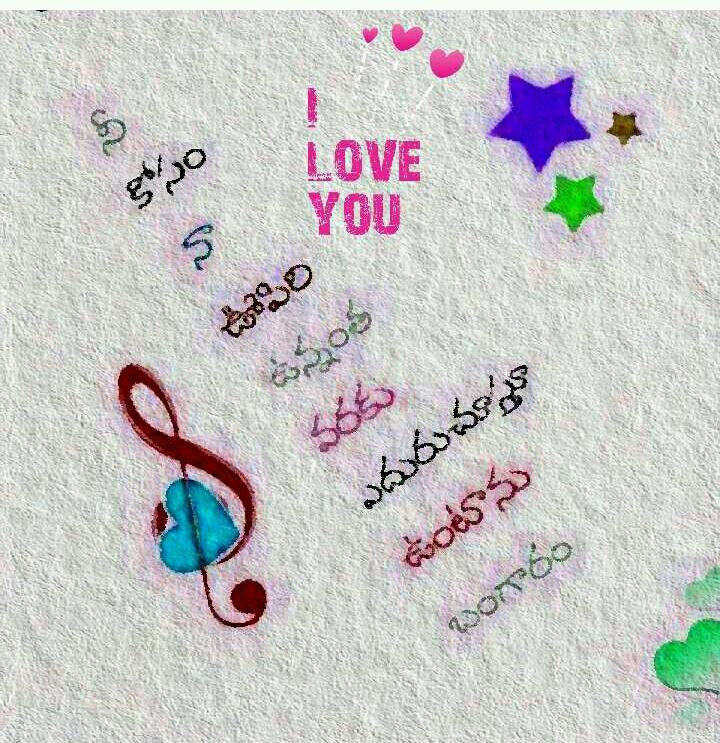 I
LOVE
YOU
నీ
కోసం
నా
ఊపిరి
ఉన్నంత
వరకు
ఎదురుచూస్తూ
ఉంటాను
బంగారం